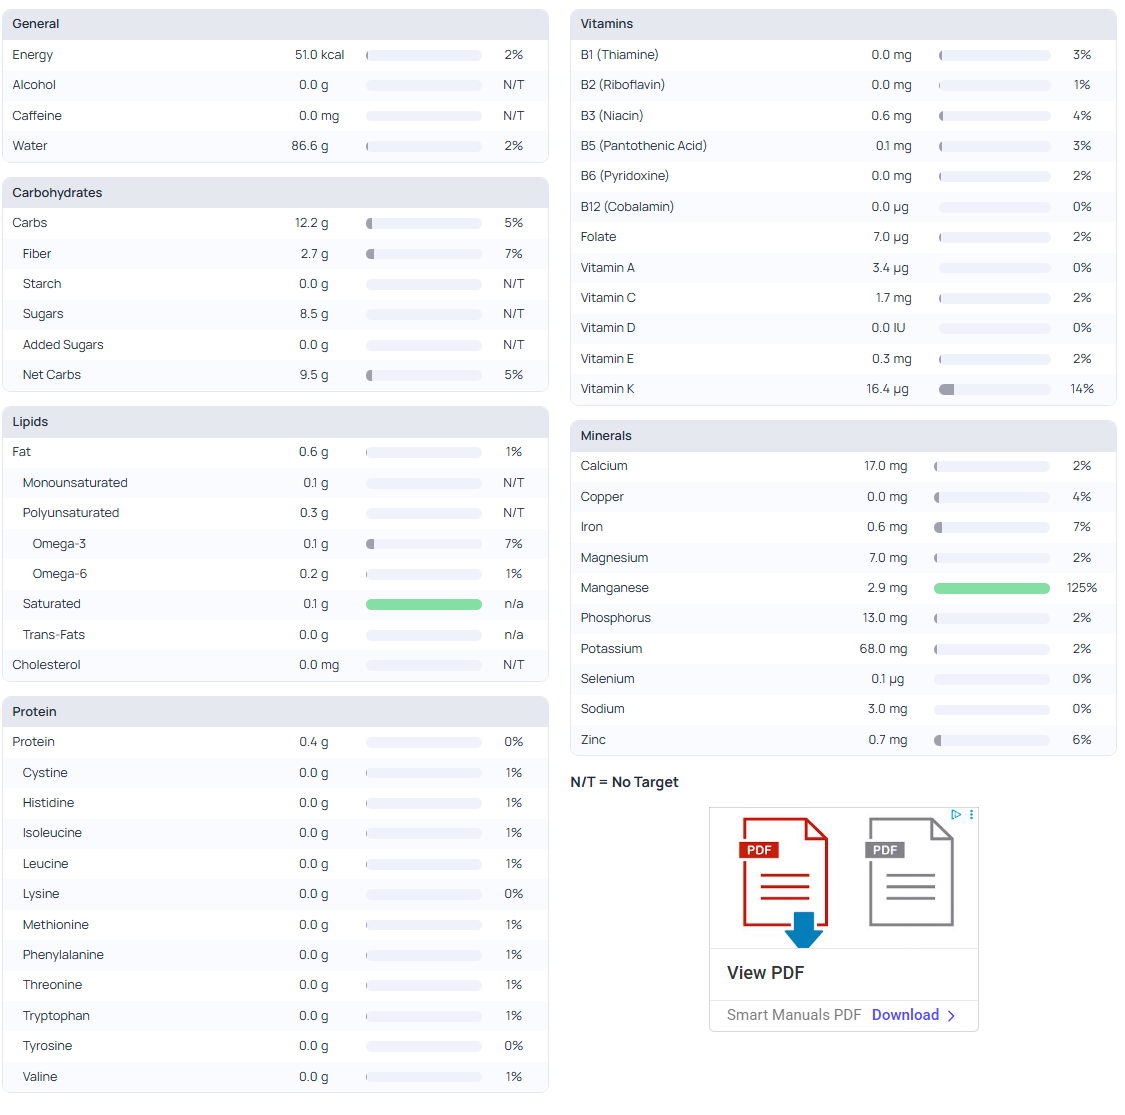 General
Energy 51.0 kcal 2%
Alcohol 0.0 g N/T
Caffeine 0.0 mg N/T
Water 86.6 g 2%
Carbohydrates
Carbs 12.2 g 5%
Fiber 2.7 g 7%
Starch 0.0 g N/T
Sugars 8.5 g N/T
Added Sugars 0.0 g N/T
Net Carbs 9.5 g 5%
Lipids
Fat 0.6 g 1%
Monounsaturated 0.1 g N/T
Polyunsaturated 0.3 g N/T
Omega-3 0.1 g 7%
Omega-6 0.2 g 1%
Saturated 0.1 g n/a
Trans-Fats 0.0 g n/a
Cholesterol 0.0 mg N/T
Protein
Protein 0.4 g 0%
Cystine 0.0 g 1%
Histidine 0.0 g 1%
Isoleucine 0.0 g 1%
Leucine 0.0 g 1%
Lysine 0.0 g 0%
Methionine 0.0 g 1%
Phenylalanine 0.0 g 1%
Threonine 0.0 g 1%
Tryptophan 0.0 g 1%
Tyrosine 0.0 g 0%
Valine 0.0 g 1%
Vitamins
B1 (Thiamine) 0.0 mg 3%
B2 (Riboflavin) 0.0 mg 1%
B3 (Niacin) 0.6 mg 4%
B5 (Pantothenic Acid) 0.1 mg 3%
B6 (Pyridoxine) 0.0 mg 2%
B12 (Cobalamin) 0.0 µg 0%
Folate 7.0 µg 2%
Vitamin A 3.4 µg 0%
Vitamin C 1.7 mg 2%
Vitamin D 0.0 IU 0%
Vitamin E 0.3 mg 2%
Vitamin K 16.4 µg 14%
Minerals
Calcium 17.0 mg 2%
Copper 0.0 mg 4%
Iron 0.6 mg 7%
Magnesium 7.0 mg 2%
Manganese 2.9 mg 125%
Phosphorus 13.0 mg 2%
Potassium 68.0 mg 2%
Selenium 0.1 µg 0%
Sodium 3.0 mg 0%
Zinc 0.7 mg 6%
N/T = No Target
PDF PDF
View PDF
Smart Manuals PDF Download